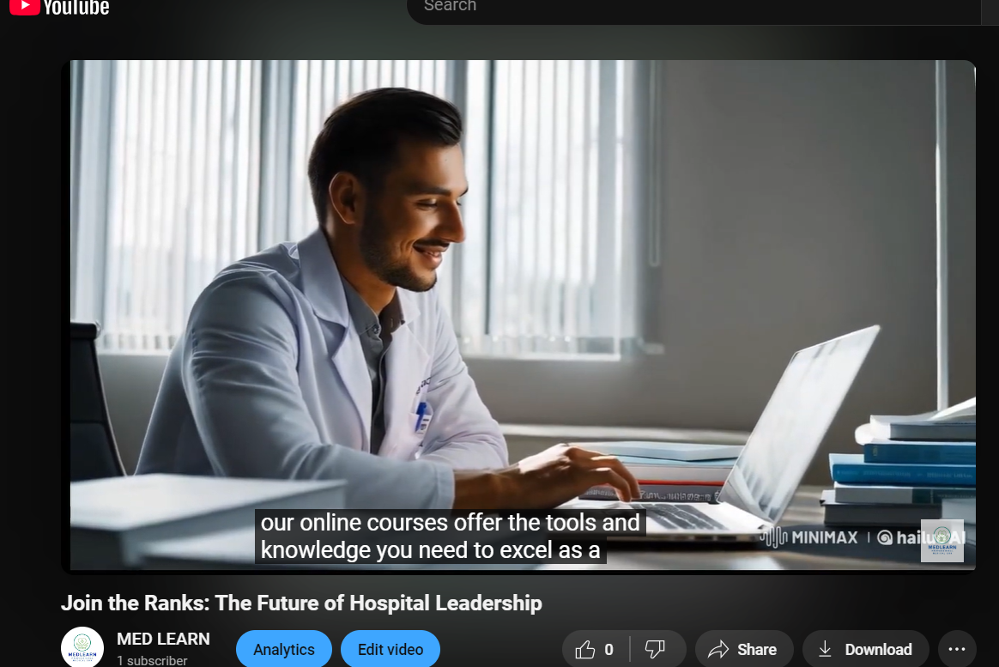 YouTube
Search
our online courses offer the tools and
knowledge you need to excel as a
MINIMAX | hailuo AI
MEDLEARN
Join the Ranks: The Future of Hospital Leadership
MEDLEARN
MED LEARN
1 subscriber
Analytics
Edit video
0
Share
Download